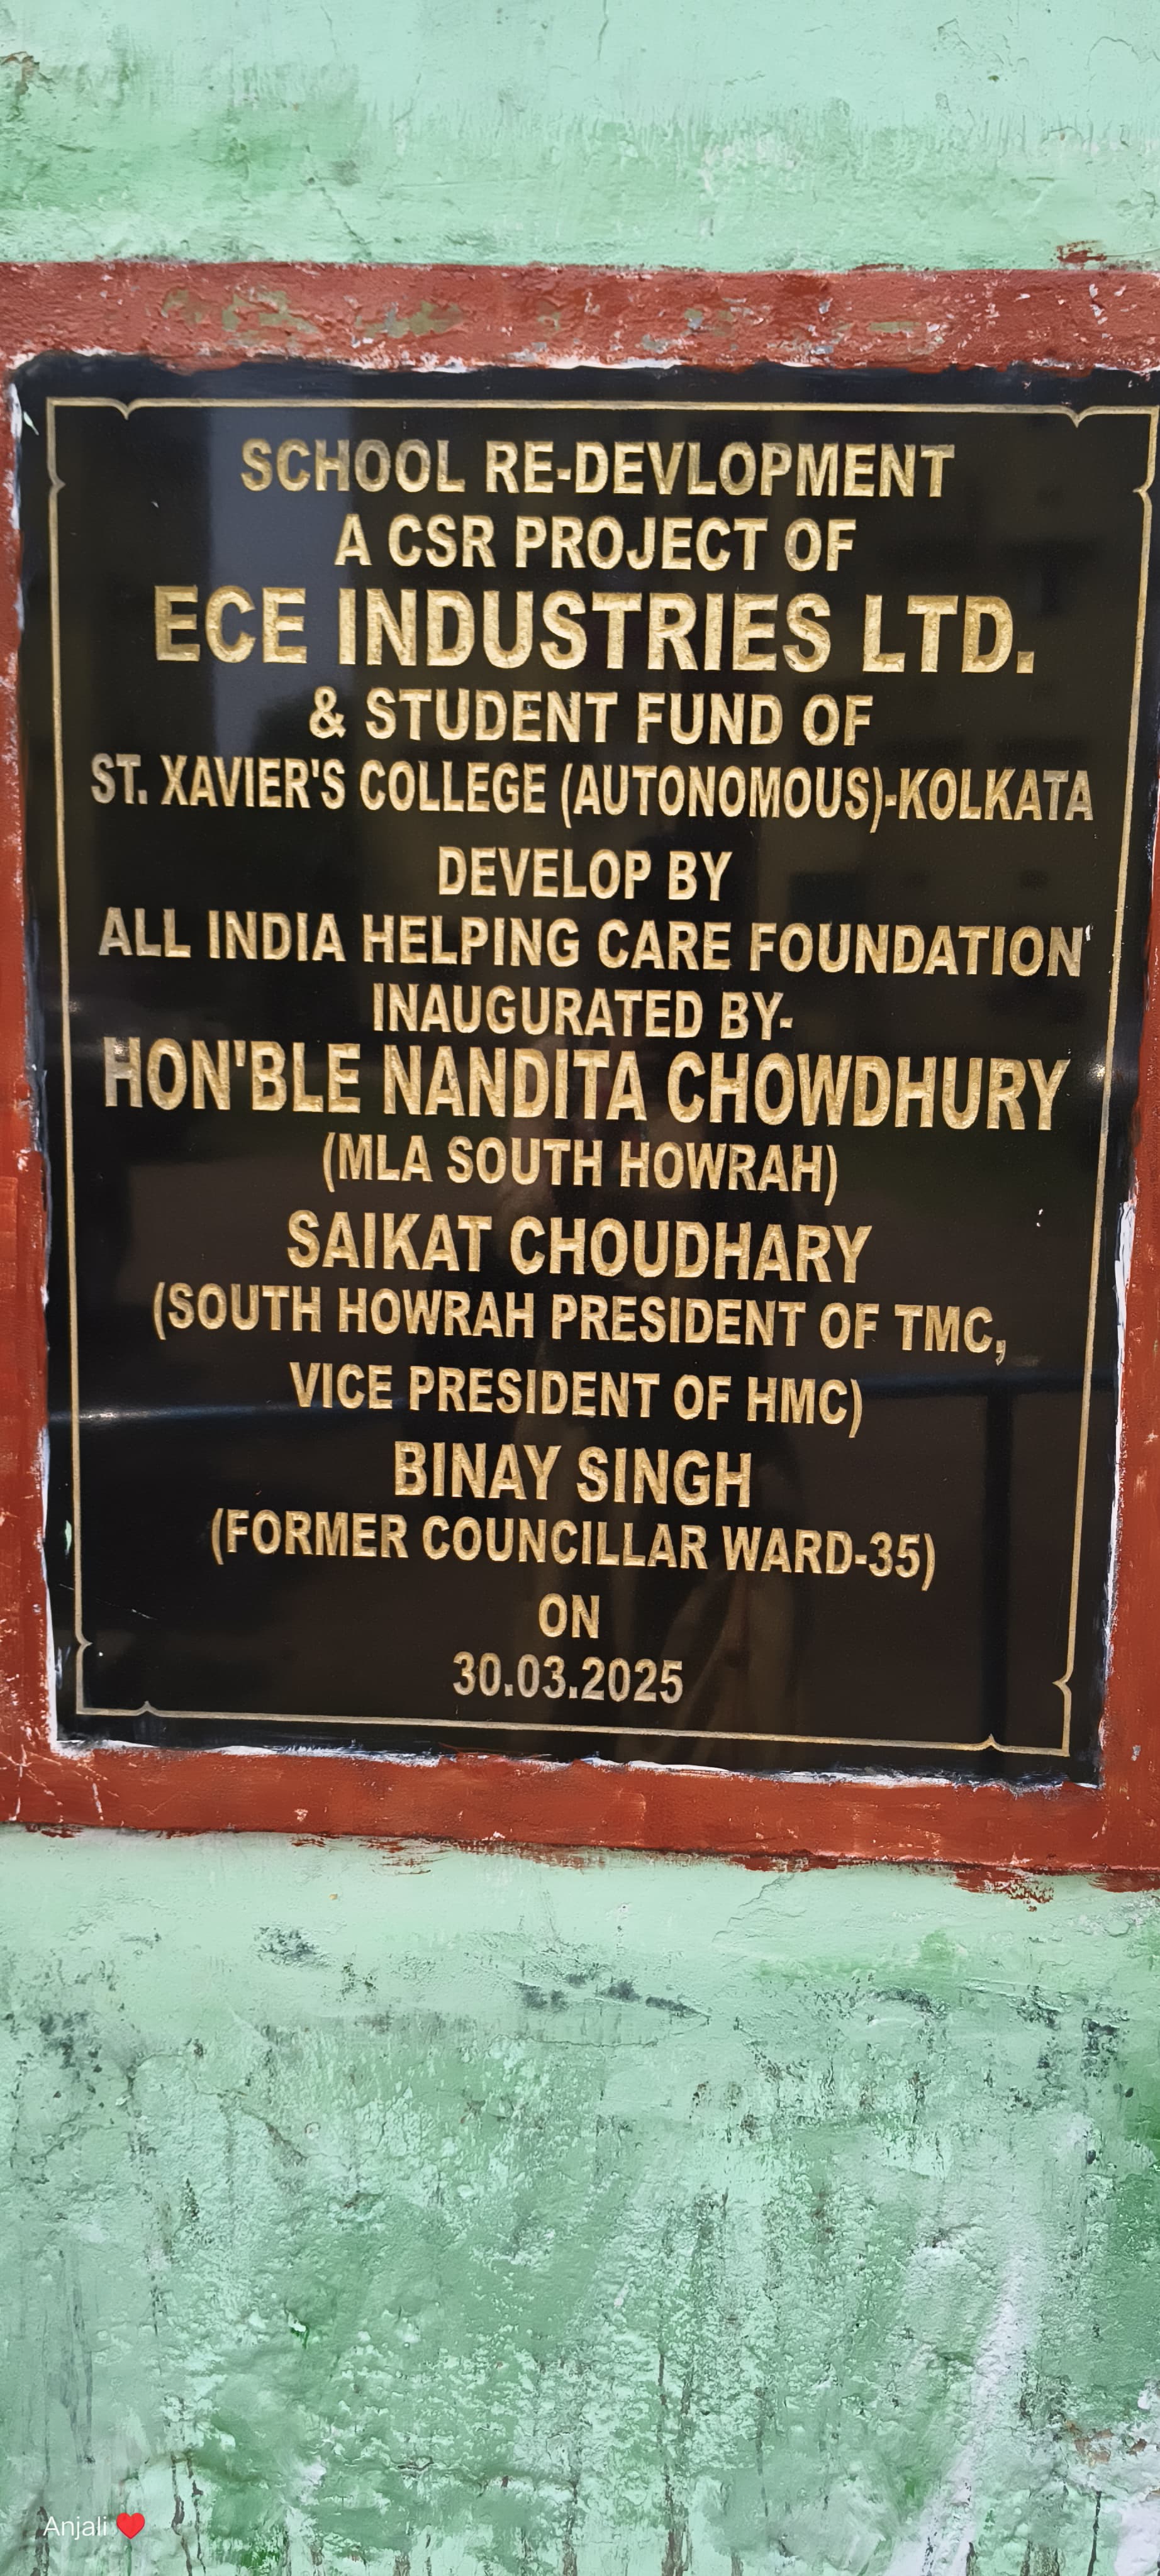 SCHOOL RE-DEVLOPMENT
A CSR PROJECT OF
ECE INDUSTRIES LTD.
& STUDENT FUND OF
ST. XAVIER'S COLLEGE (AUTONOMOUS)-KOLKATA
DEVELOP BY
ALL INDIA HELPING CARE FOUNDATION
INAUGURATED BY-
HON'BLE NANDITA CHOWDHURY
(MLA SOUTH HOWRAH)
SAIKAT CHOUDHARY
(SOUTH HOWRAH PRESIDENT OF TMC,
VICE PRESIDENT OF HMC)
BINAY SINGH
(FORMER COUNCILLAR WARD-35)
ON
30.03.2025
Anjali ❤️